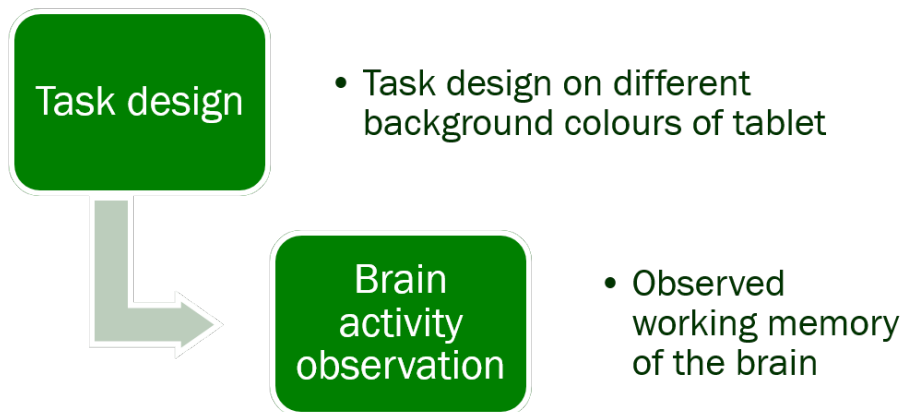 Task design
• Task design on different
background colours of tablet
Brain
activity
observation
• Observed
working memory
of the brain